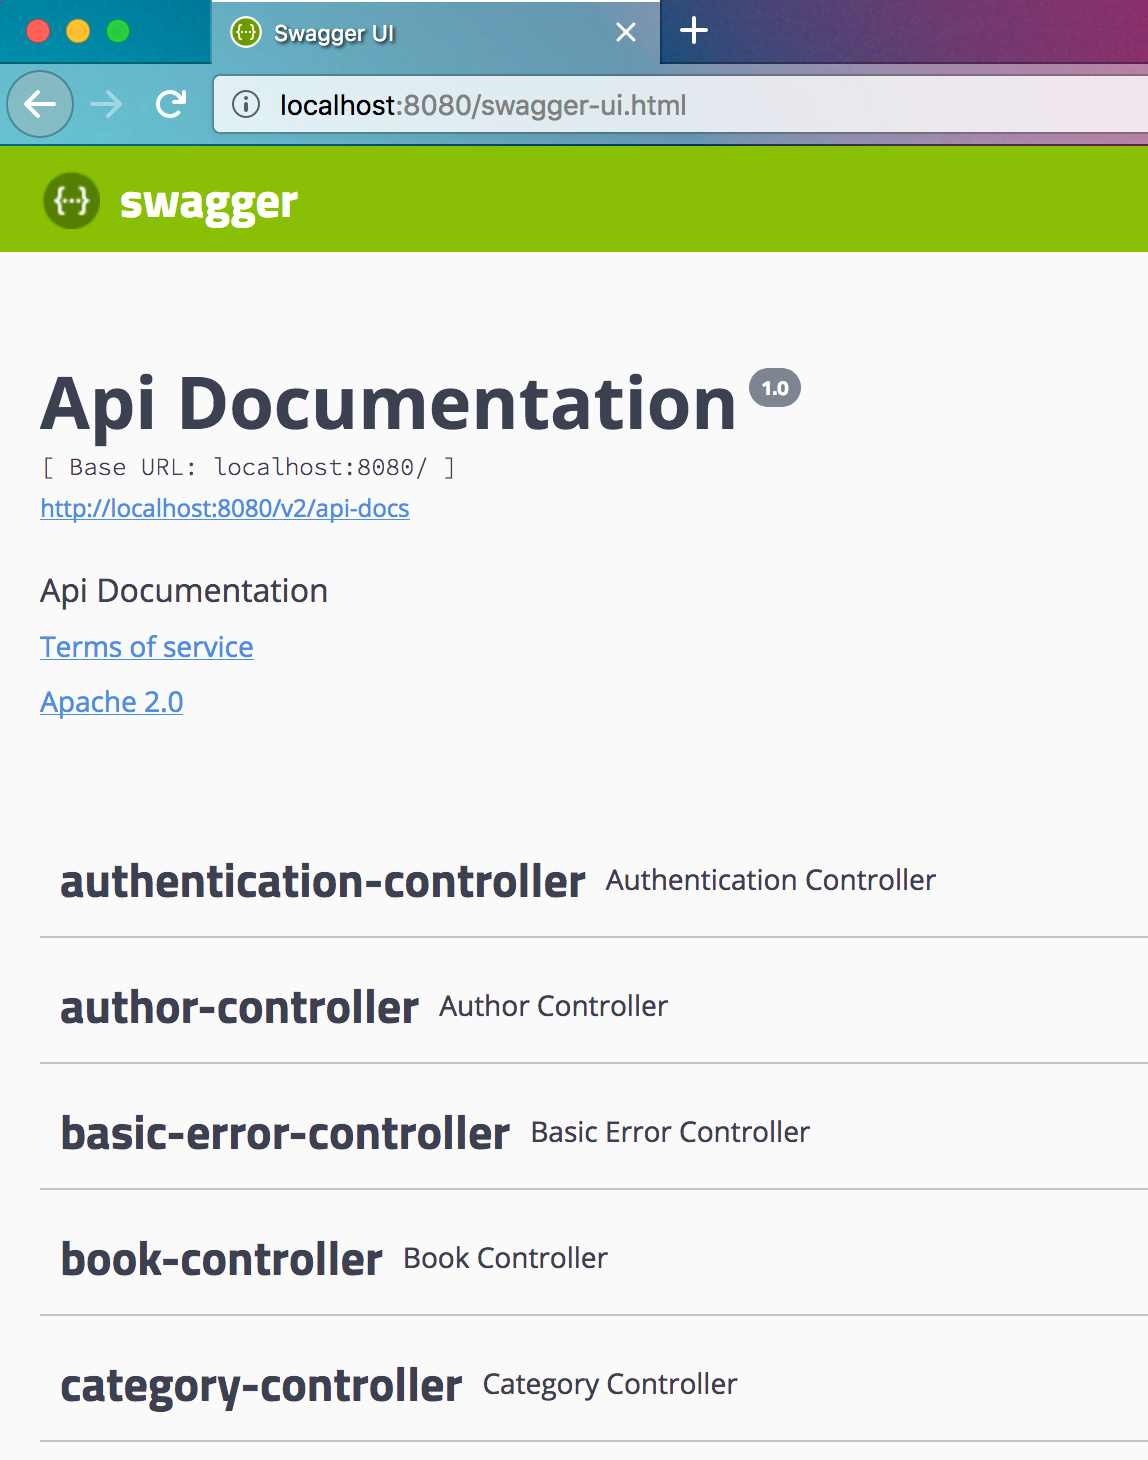 Swagger UI
localhost:8080/swagger-ui.html
{···} swagger
Api Documentation 1.0
[ Base URL: localhost:8080/ ]
http://localhost:8080/v2/api-docs
Api Documentation
Terms of service
Apache 2.0
authentication-controller Authentication Controller
author-controller Author Controller
basic-error-controller Basic Error Controller
book-controller Book Controller
category-controller Category Controller